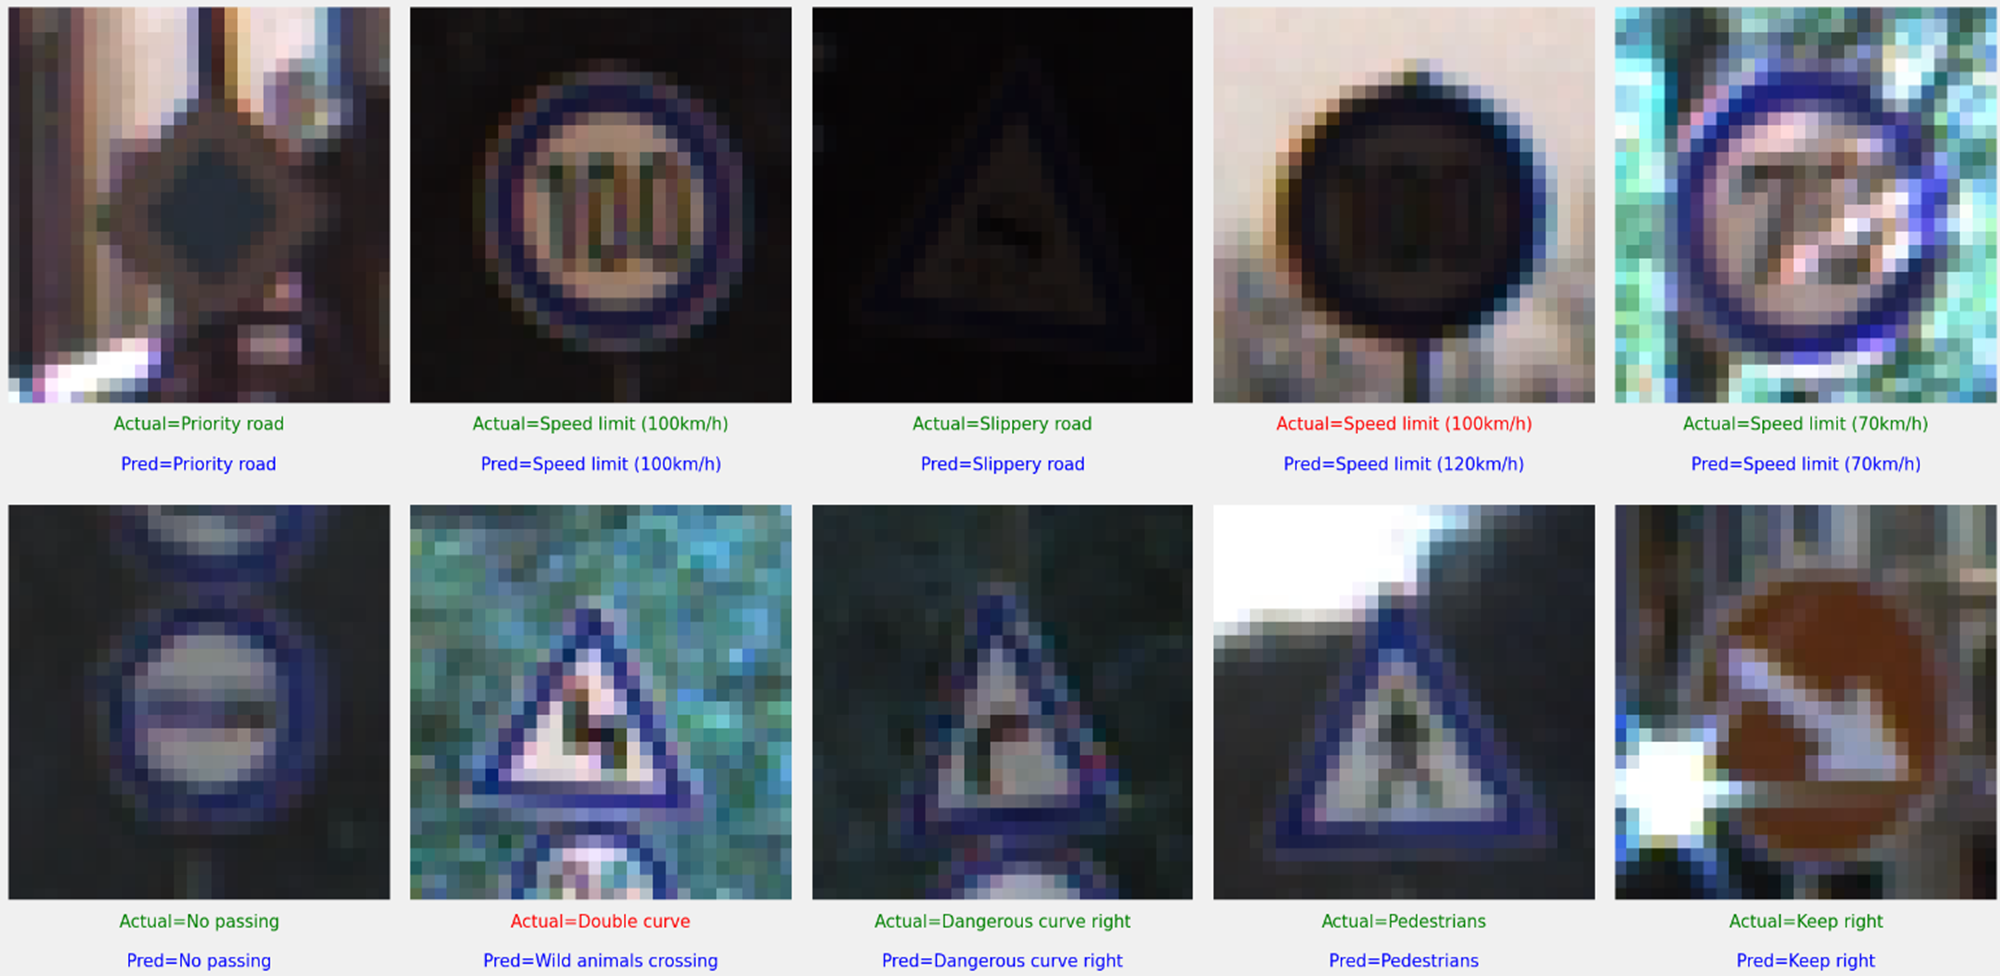 100
70
Actual=Priority road
Actual=Speed limit (100km/h)
Actual=Slippery road
Actual=Speed limit (100km/h)
Actual=Speed limit (70km/h)
Pred=Priority road
Pred=Speed limit (100km/h)
Pred=Slippery road
Pred=Speed limit (120km/h)
Pred=Speed limit (70km/h)
Actual=No passing
Actual=Double curve
Actual=Dangerous curve right
Actual=Pedestrians
Actual=Keep right
Pred=No passing
Pred=Wild animals crossing
Pred=Dangerous curve right
Pred=Pedestrians
Pred=Keep right